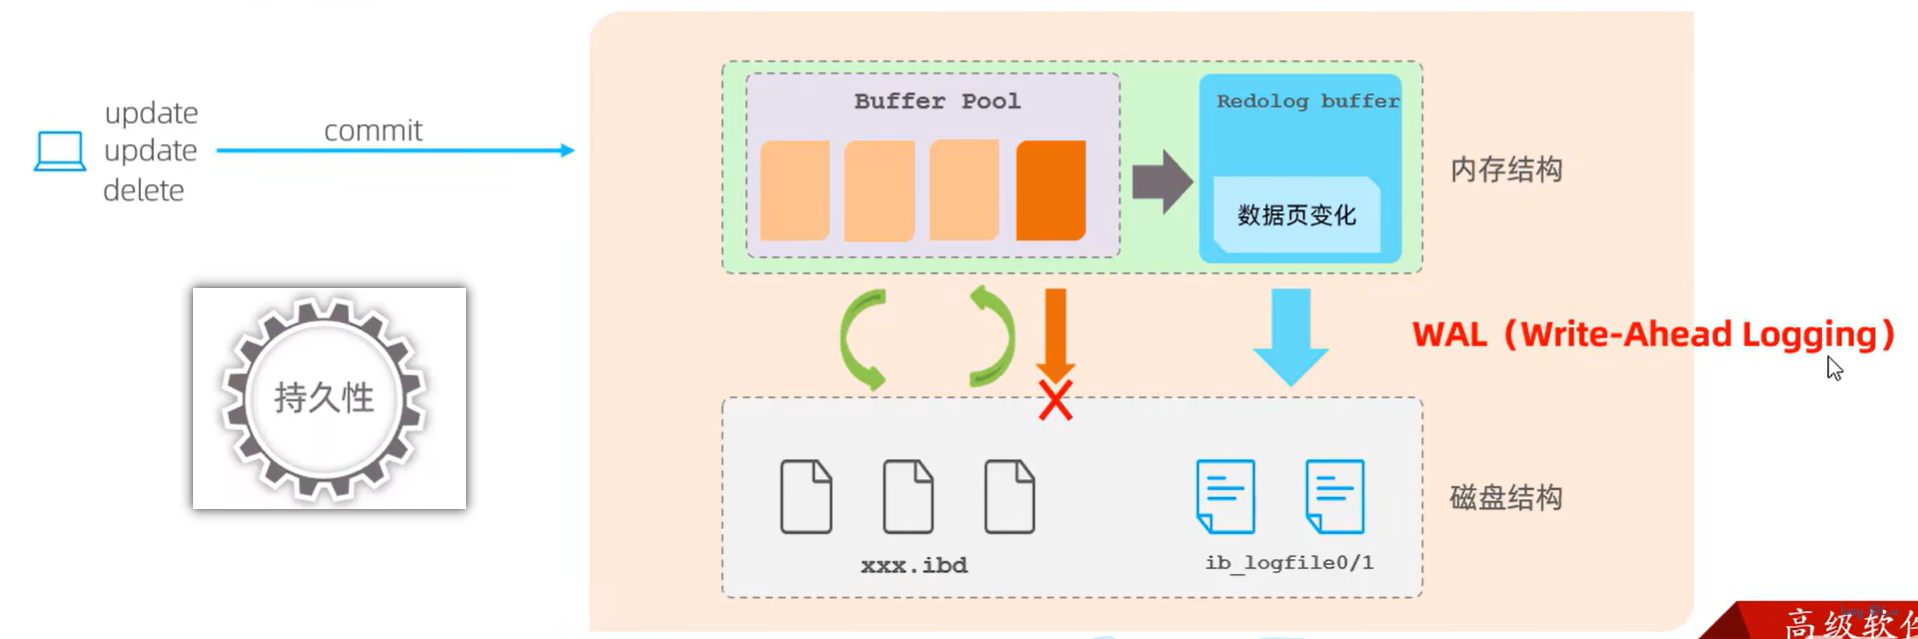 update
update
delete
commit
Buffer Pool
Redolog buffer
数据页变化
内存结构
WAL（Write-Ahead Logging）
持久性
xxx.ibd
ib_logfile0/1
磁盘结构
高级软件